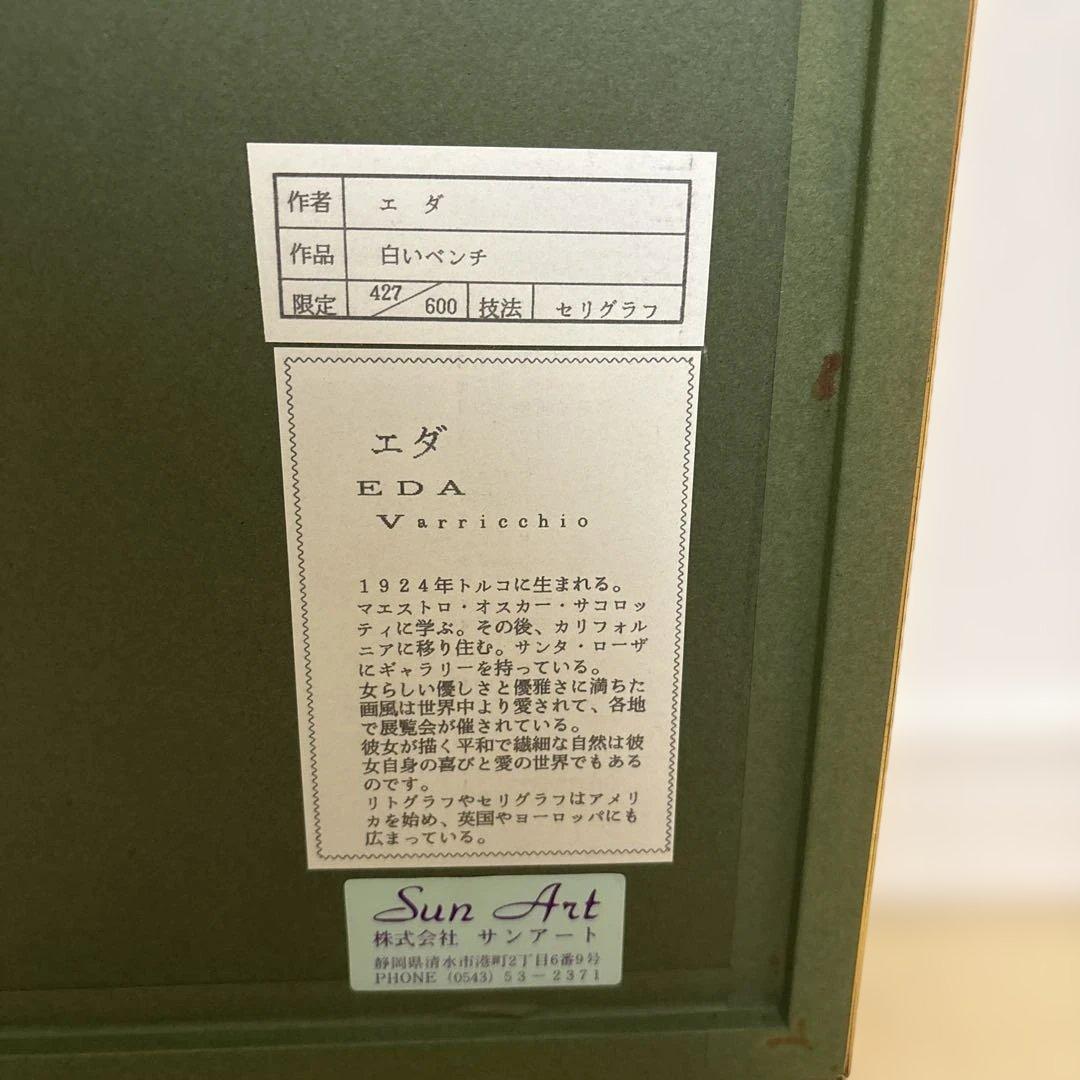 作者 エダ
作品 白いベンチ
限定 427/600 技法 セリグラフ
エダ
EDA
Varricchio
1924年トルコに生まれる。
マエストロ・オスカー・サコロッ
ティに学ぶ。その後、カリフォル
ニアに移り住む。サンタ・ローザ
にギャラリーを持っている。
女らしい優しさと優雅さに満ちた
画風は世界中より愛されて、各地
で展覧会が催されている。
彼女が描く平和で繊細な自然は彼
女自身の喜びと愛の世界でもある
のです。
リトグラフやセリグラフはアメリ
カを始め、英国やヨーロッパにも
広まっている。
Sun Art
株式会社 サンアート
静岡県清水市港町2丁目6番9号
PHONE (0543) 53-2371